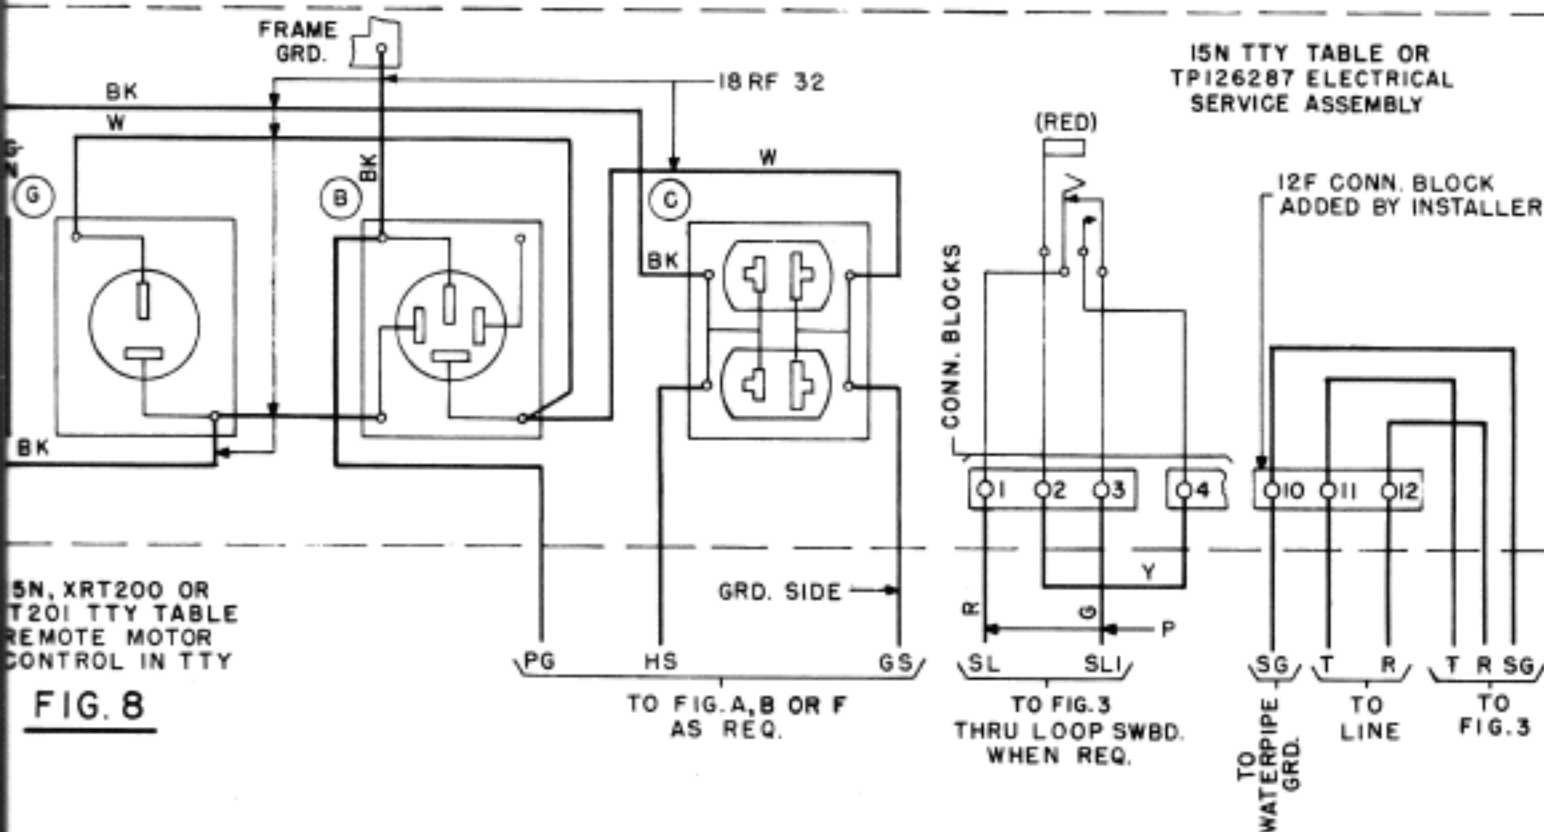 FRAME
GRD.
18 RF 32
15N TTY TABLE OR
TP126287 ELECTRICAL
SERVICE ASSEMBLY
BK
W
(RED)
BK
W
G
B
C
12F CONN. BLOCK
ADDED BY INSTALLER
BK
CONN. BLOCKS
BK
1
2
3
4
10
11
12
Y
5N, XRT200 OR
T201 TTY TABLE
REMOTE MOTOR
CONTROL IN TTY
GRD. SIDE
R
G
P
PG
HS
GS
SL
SL1
SG
T
R
T
R
SG
FIG. 8
TO FIG. A, B OR F
AS REQ.
TO FIG. 3
THRU LOOP SWBD.
WHEN REQ.
TO
WATERPIPE
GRD.
TO
LINE
TO
FIG. 3